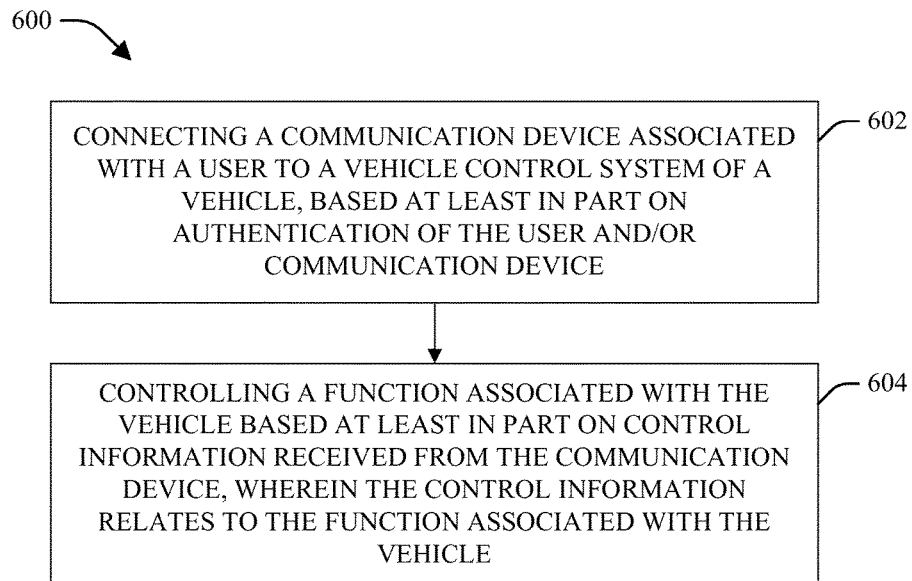 600
CONNECTING A COMMUNICATION DEVICE ASSOCIATED
WITH A USER TO A VEHICLE CONTROL SYSTEM OF A
VEHICLE, BASED AT LEAST IN PART ON
AUTHENTICATION OF THE USER AND/OR
COMMUNICATION DEVICE
602
CONTROLLING A FUNCTION ASSOCIATED WITH THE
VEHICLE BASED AT LEAST IN PART ON CONTROL
INFORMATION RECEIVED FROM THE COMMUNICATION
DEVICE, WHEREIN THE CONTROL INFORMATION
RELATES TO THE FUNCTION ASSOCIATED WITH THE
VEHICLE
604